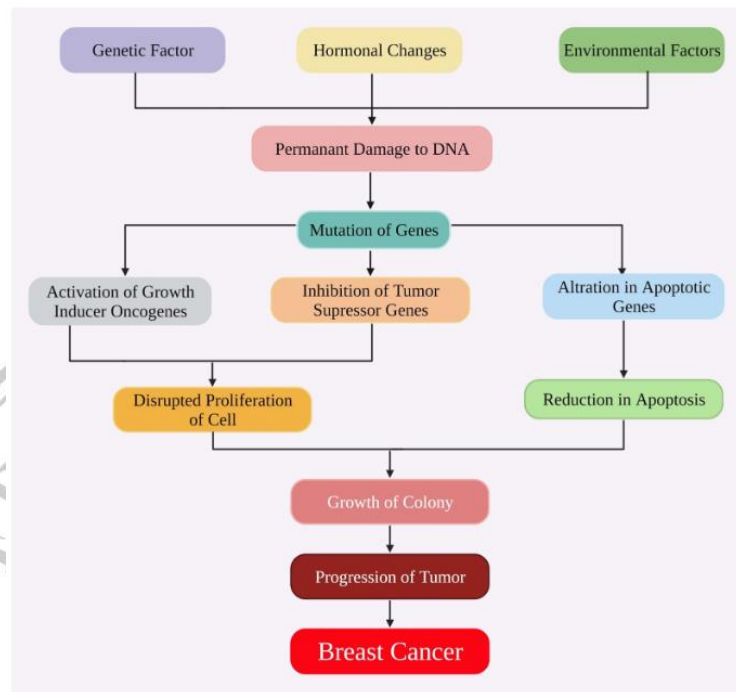 Genetic Factor
Hormonal Changes
Environmental Factors
Permanant Damage to DNA
Mutation of Genes
Activation of Growth
Inducer Oncogenes
Inhibition of Tumor
Supressor Genes
Altration in Apoptotic
Genes
Disrupted Proliferation
of Cell
Reduction in Apoptosis
Growth of Colony
Progression of Tumor
Breast Cancer